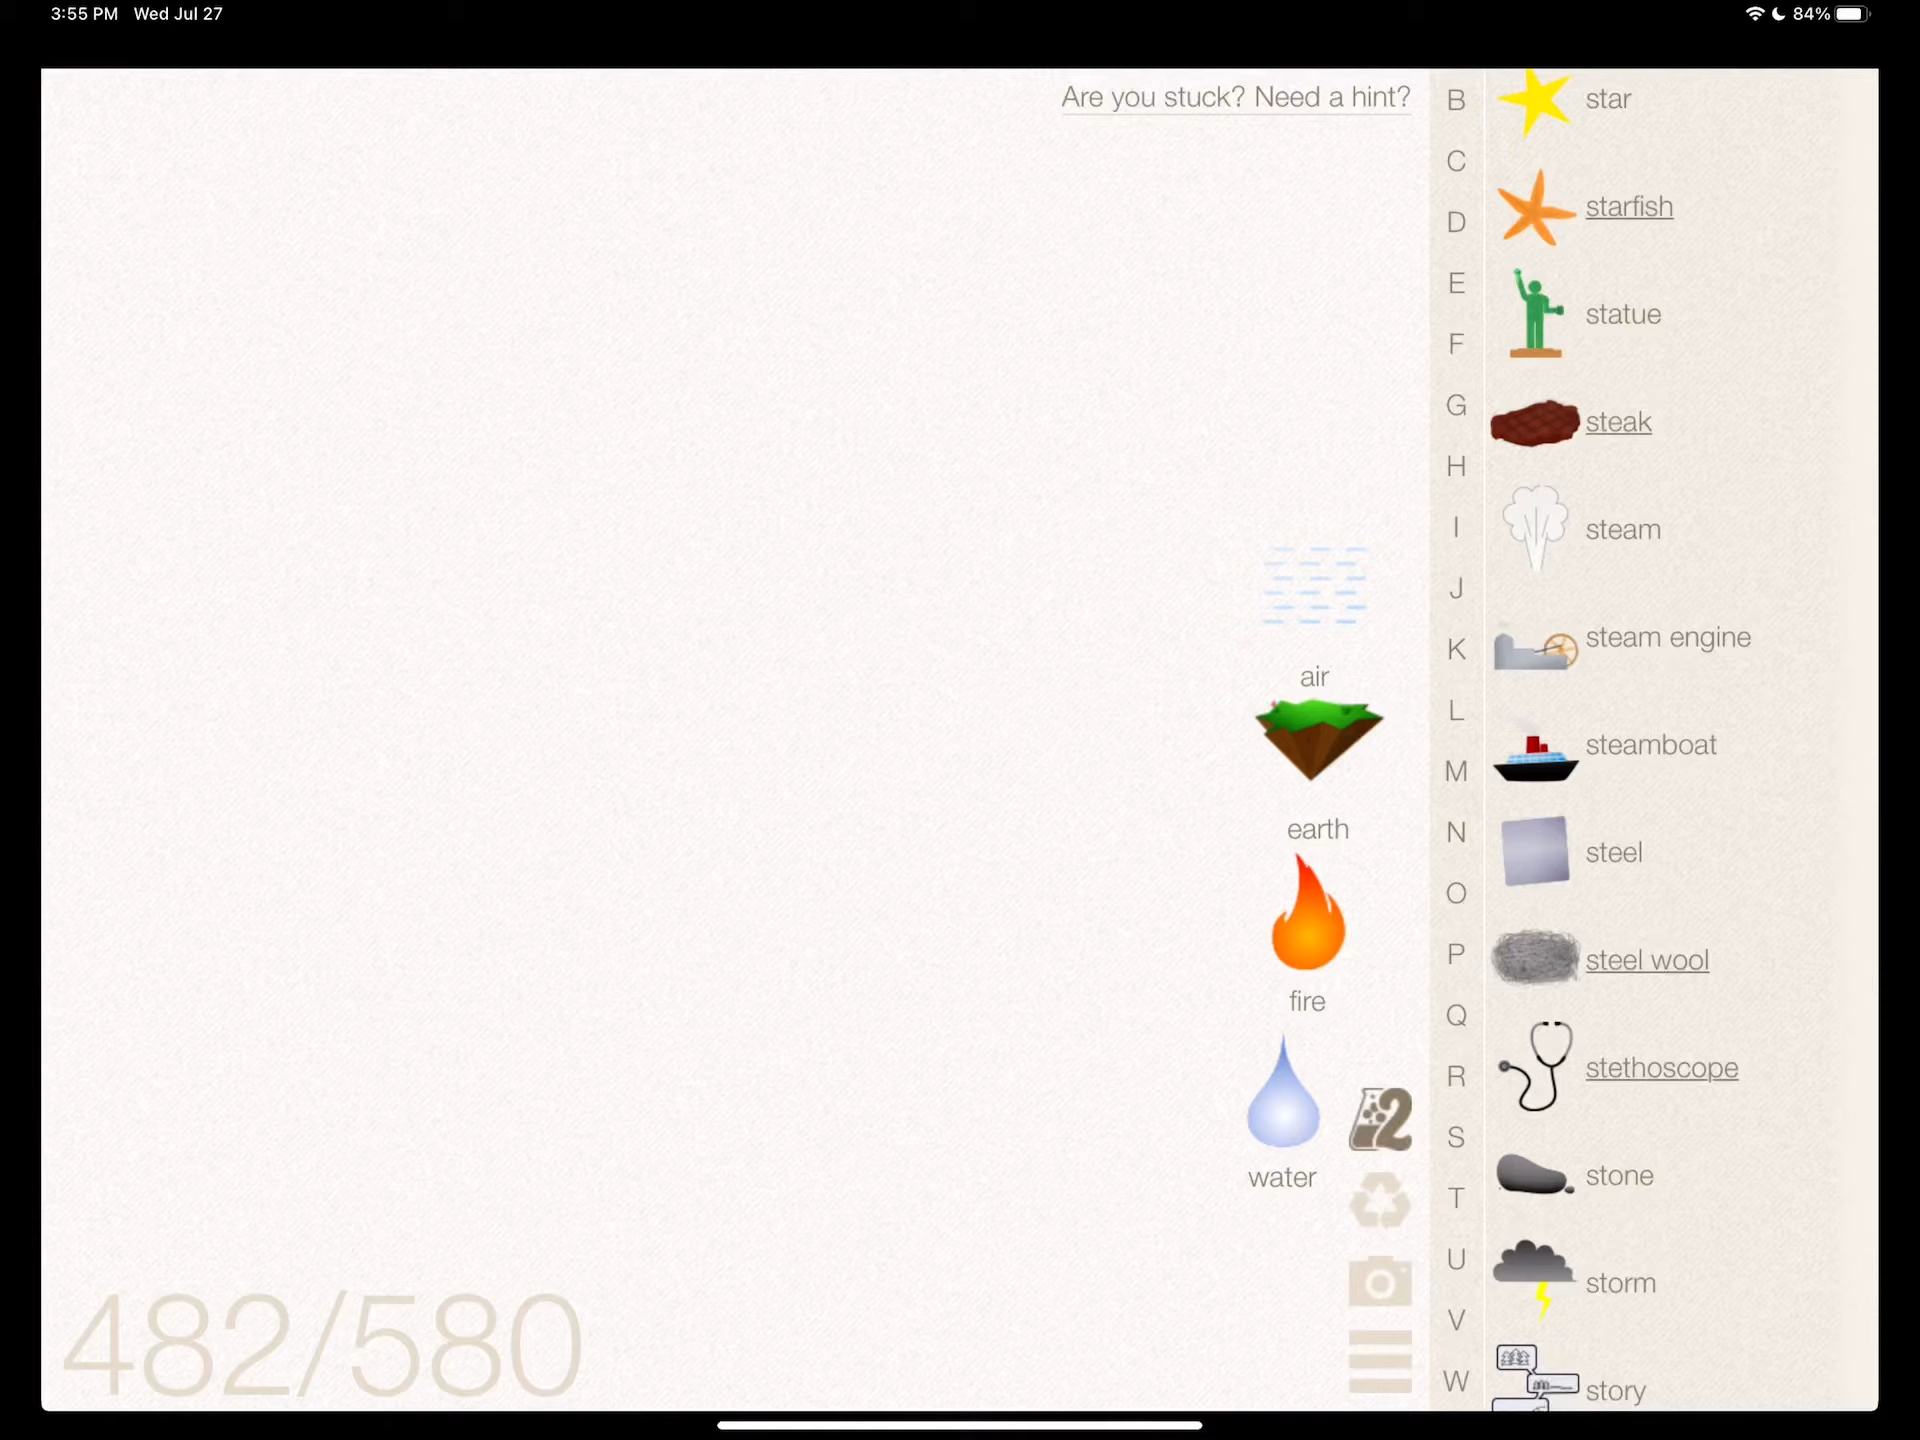 3:55 PM Wed Jul 27
84%
Are you stuck? Need a hint?
B
C
D
E
F
G
H
I
J
K
L
M
N
O
P
Q
R
S
T
U
V
W
star
starfish
statue
steak
steam
steam engine
steamboat
steel
steel wool
stethoscope
stone
storm
story
air
earth
fire
water
2
482/580